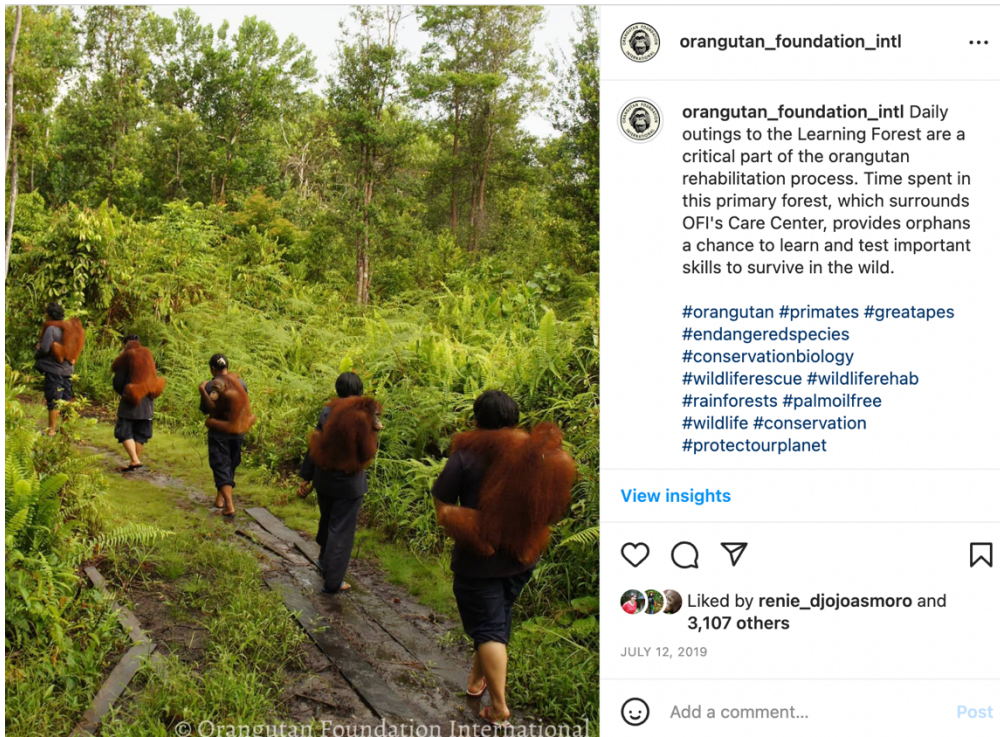 orangutan_foundation_intl
orangutan_foundation_intl Daily
outings to the Learning Forest are a
critical part of the orangutan
rehabilitation process. Time spent in
this primary forest, which surrounds
OFI's Care Center, provides orphans
a chance to learn and test important
skills to survive in the wild.
#orangutan #primates #greatapes
#endangeredspecies
#conservationbiology
#wildliferescue #wildliferehab
#rainforests #palmoilfree
#wildlife #conservation
#protectourplanet
View insights
Liked by renie_djojoasmoro and
3,107 others
JULY 12, 2019
Add a comment...
Post
© Orangutan Foundation International